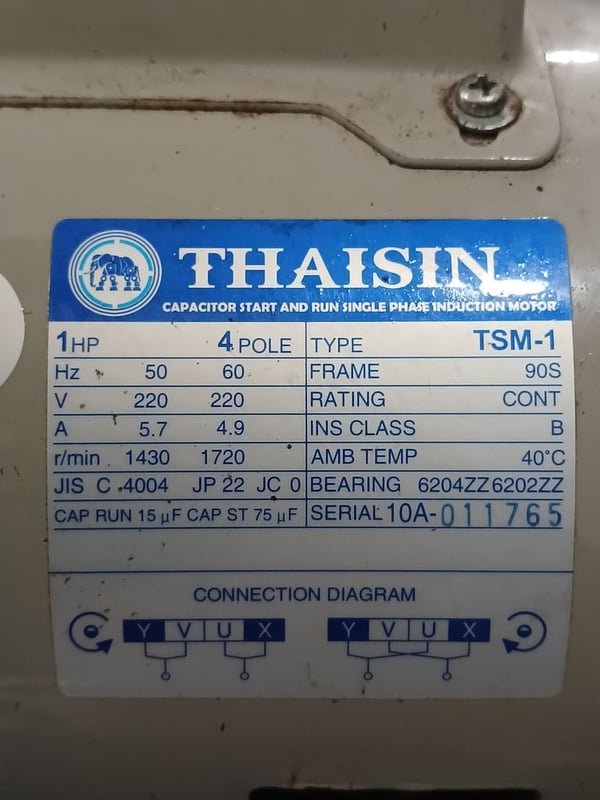 THAISIN
CAPACITOR START AND RUN SINGLE PHASE INDUCTION MOTOR
1HP 4 POLE TYPE TSM-1
Hz 50 60 FRAME 90S
V 220 220 RATING CONT
A 5.7 4.9 INS CLASS B
r/min 1430 1720 AMB TEMP 40°C
JIS C 4004 JP 22 JC 0 BEARING 6204ZZ6202ZZ
CAP RUN 15 µF CAP ST 75 µF SERIAL 10A-011765
CONNECTION DIAGRAM
Y V U X Y V U X